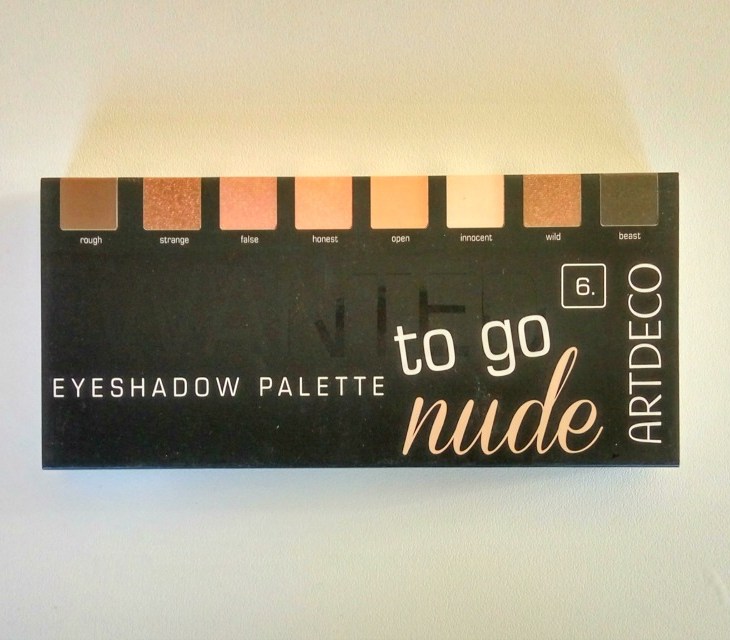 rough strange false honest open innocent wild beast
6.
to go
EYESHADOW PALETTE
nude
ARTDECO